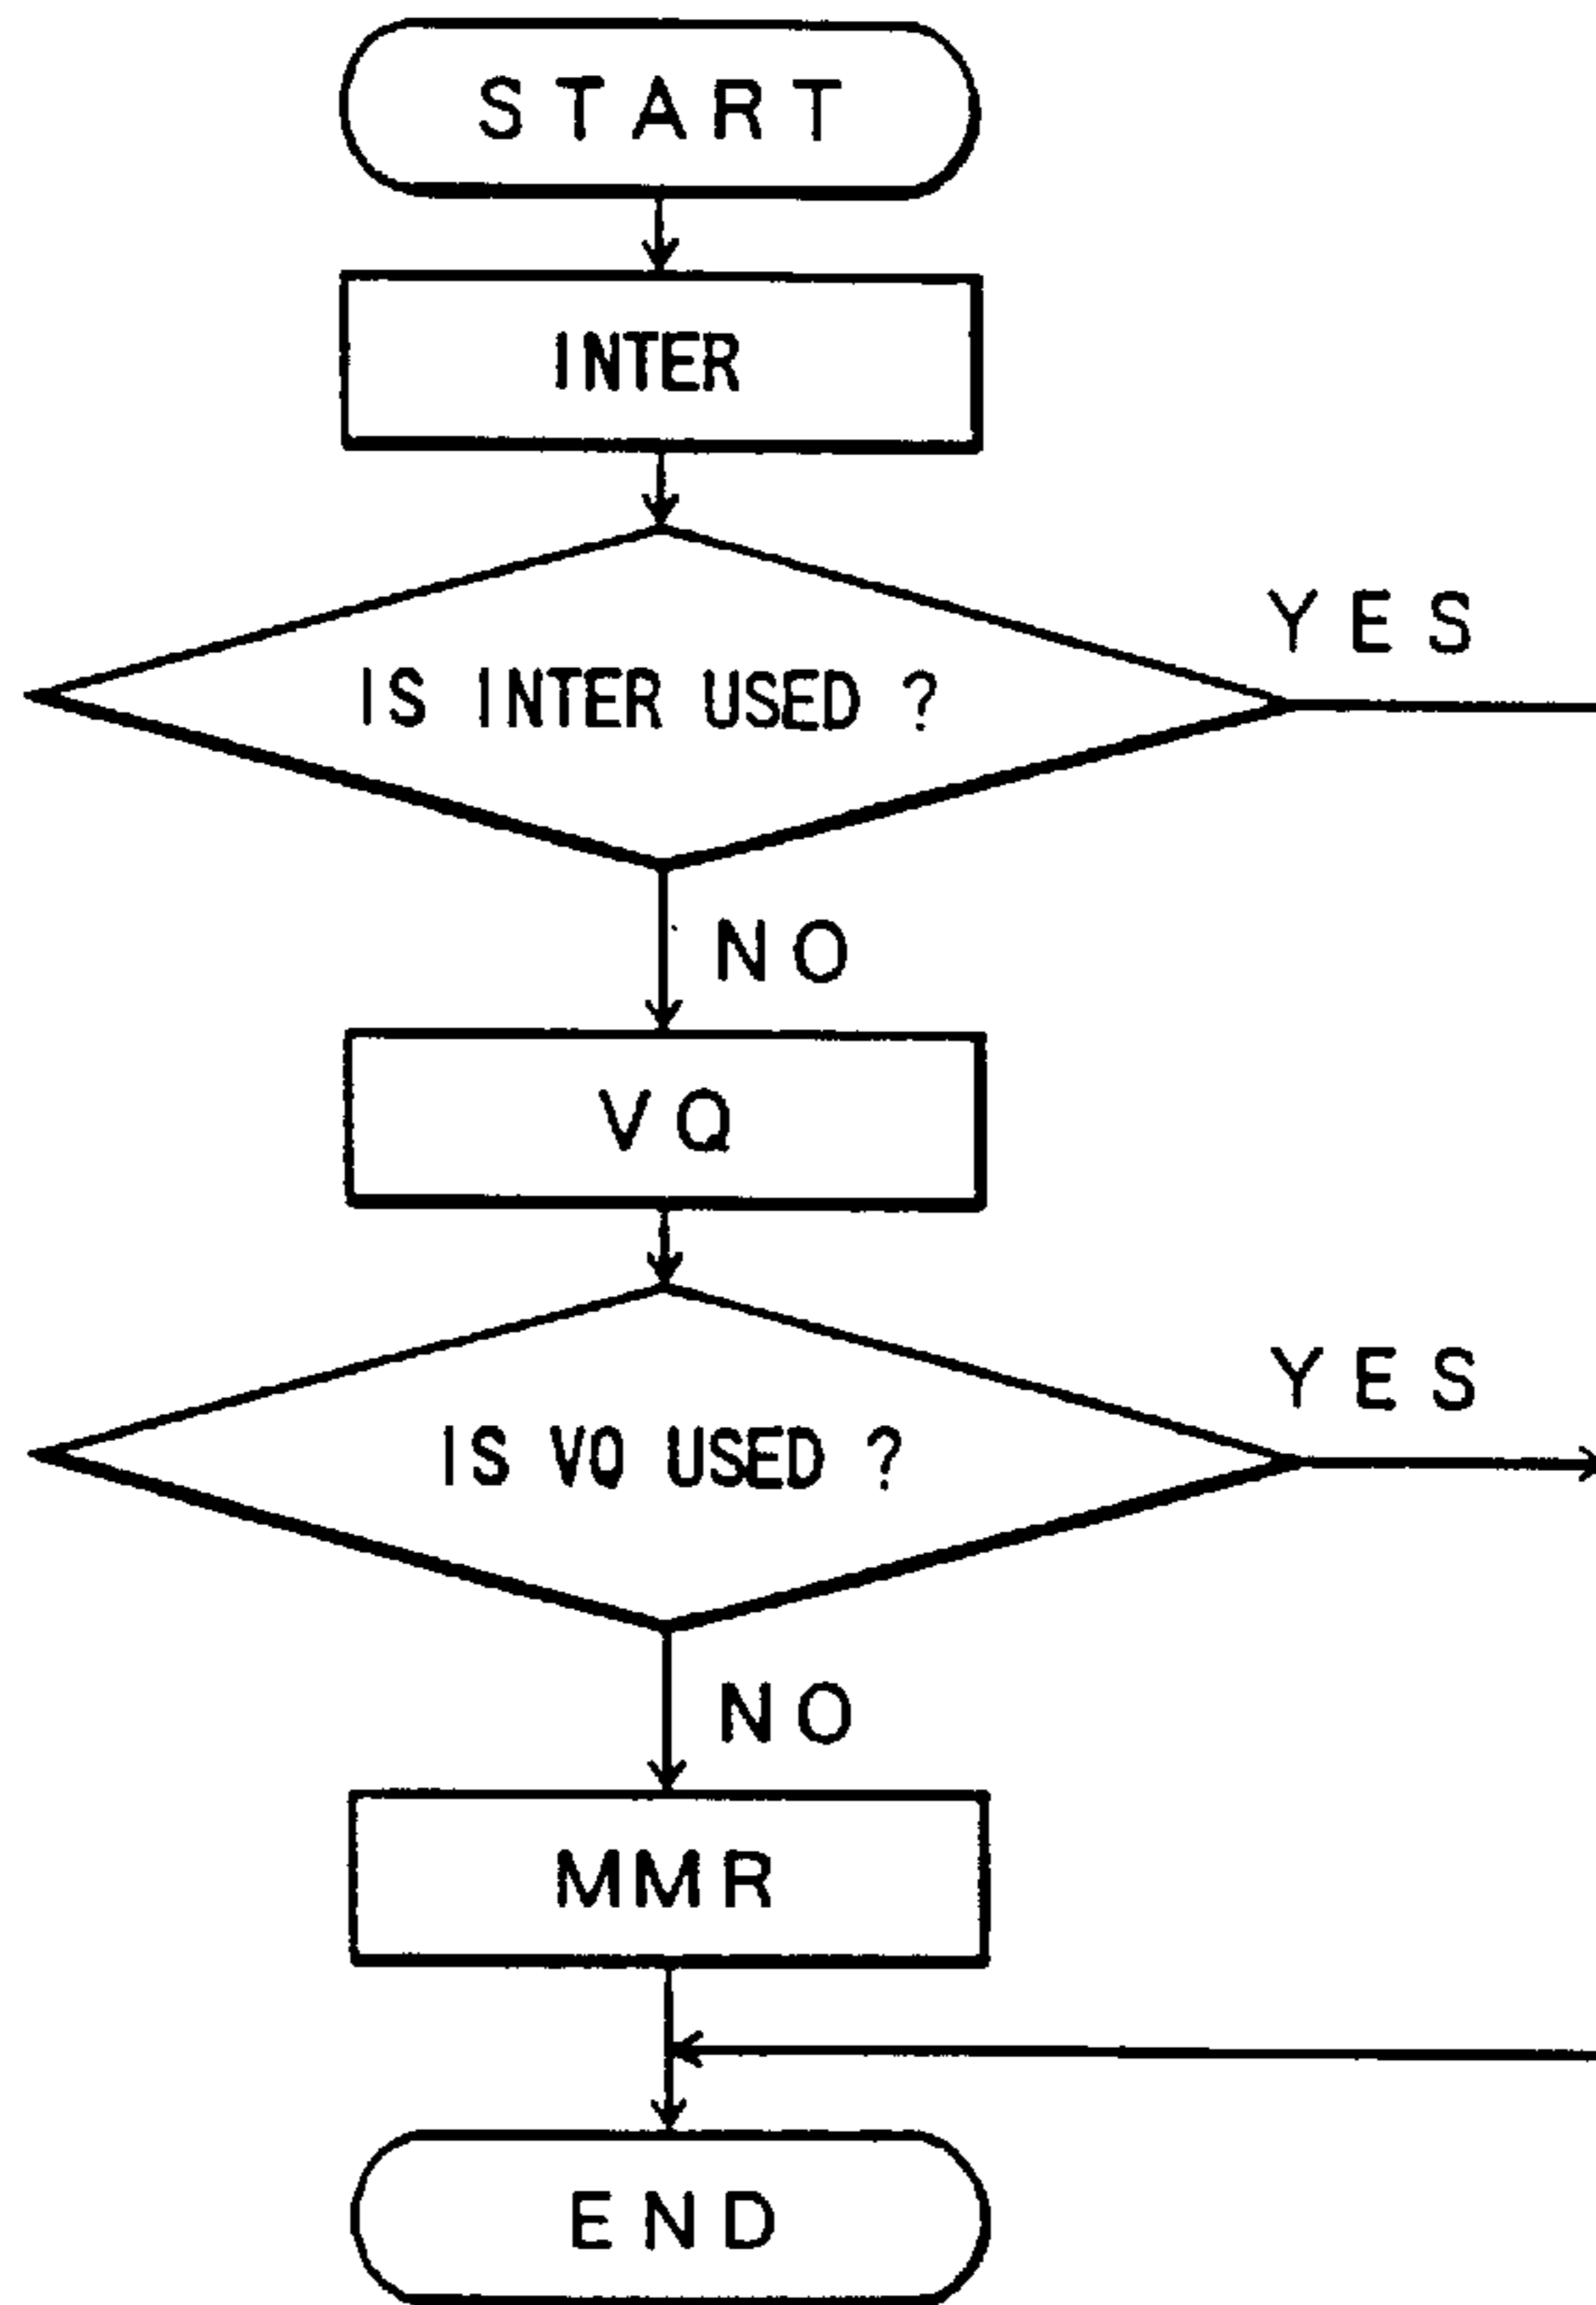 START
INTER
IS INTER USED ?
YES
NO
VQ
IS VQ USED ?
YES
NO
MMR
END